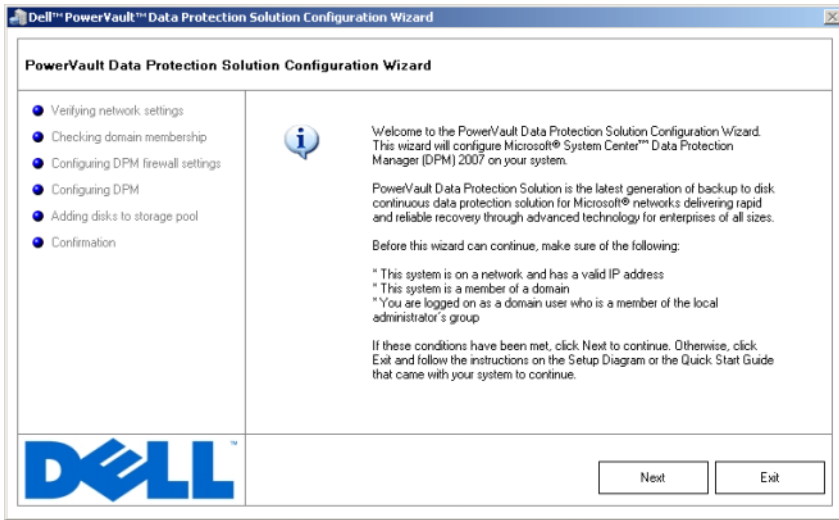 Dell™ PowerVault™ Data Protection Solution Configuration Wizard
PowerVault Data Protection Solution Configuration Wizard
Verifying network settings
Checking domain membership
Configuring DPM firewall settings
Configuring DPM
Adding disks to storage pool
Confirmation
Welcome to the PowerVault Data Protection Solution Configuration Wizard.
This wizard will configure Microsoft® System Center™ Data Protection
Manager (DPM) 2007 on your system.
PowerVault Data Protection Solution is the latest generation of backup to disk
continuous data protection solution for Microsoft® networks delivering rapid
and reliable recovery through advanced technology for enterprises of all sizes.
Before this wizard can continue, make sure of the following:
* This system is on a network and has a valid IP address
* This system is a member of a domain
* You are logged on as a domain user who is a member of the local
administrator's group
If these conditions have been met, click Next to continue. Otherwise, click
Exit and follow the instructions on the Setup Diagram or the Quick Start Guide
that came with your system to continue.
DELL™
Next
Exit